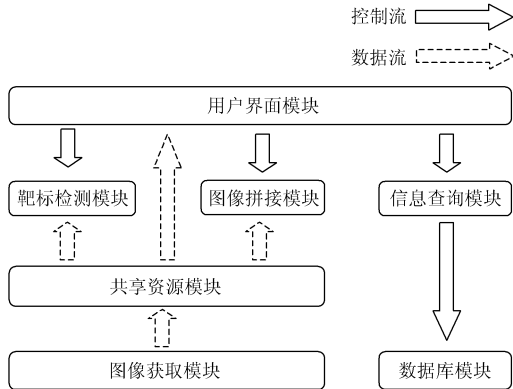 控制流
数据流
用户界面模块
靶标检测模块
图像拼接模块
信息查询模块
共享资源模块
图像获取模块
数据库模块